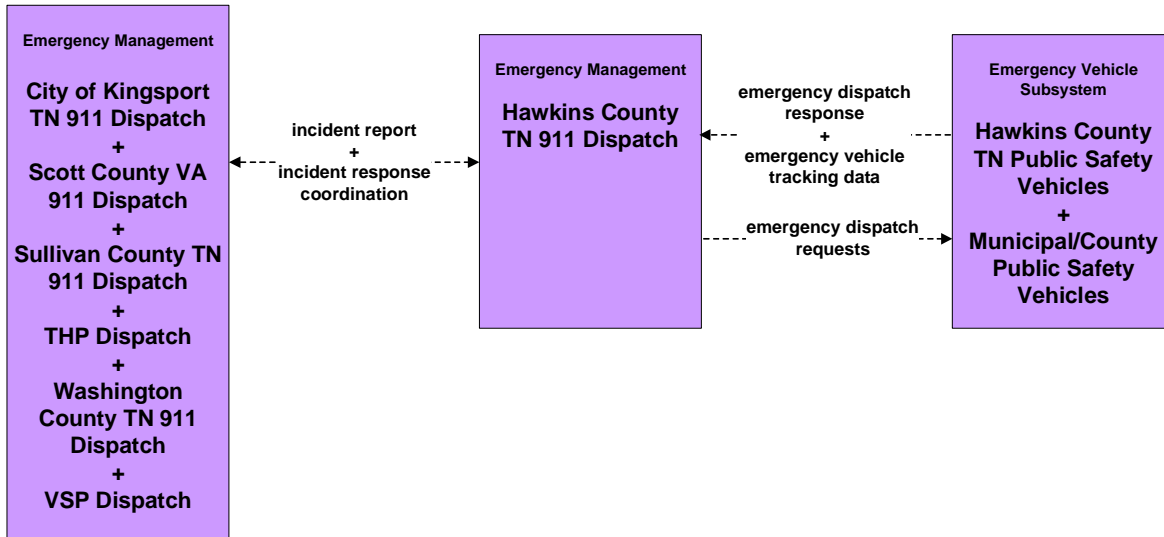 Emergency Management
City of Kingsport
TN 911 Dispatch
+
Scott County VA
911 Dispatch
+
Sullivan County TN
911 Dispatch
+
THP Dispatch
+
Washington
County TN 911
Dispatch
+
VSP Dispatch
incident report
+
incident response
coordination
Emergency Management
Hawkins County
TN 911 Dispatch
emergency dispatch
response
+
emergency vehicle
tracking data
emergency dispatch
requests
Emergency Vehicle
Subsystem
Hawkins County
TN Public Safety
Vehicles
+
Municipal/County
Public Safety
Vehicles